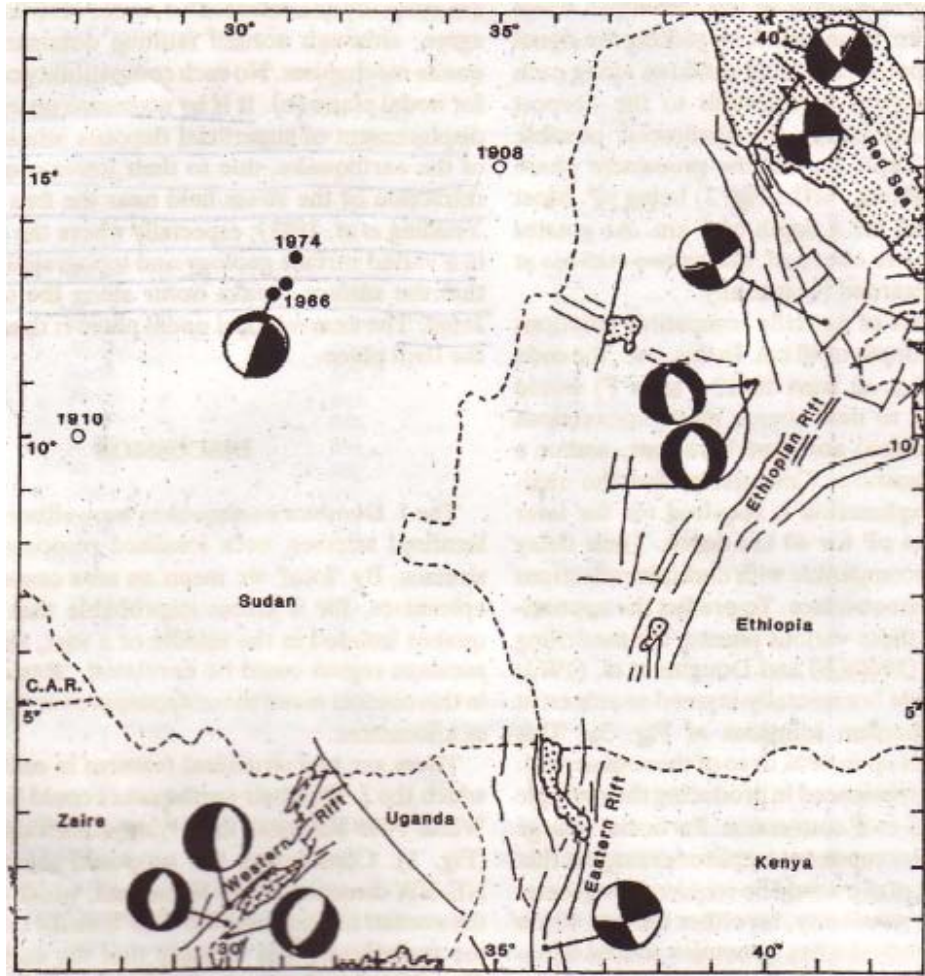 30°
35°
40°
Red Sea
15°
1908
1974
1966
1910
10°
10°
Ethiopian Rift
Sudan
Ethiopia
C.A.R.
5°
5°
Zaire
Western Rift
Uganda
Eastern Rift
Kenya
30°
35°
40°